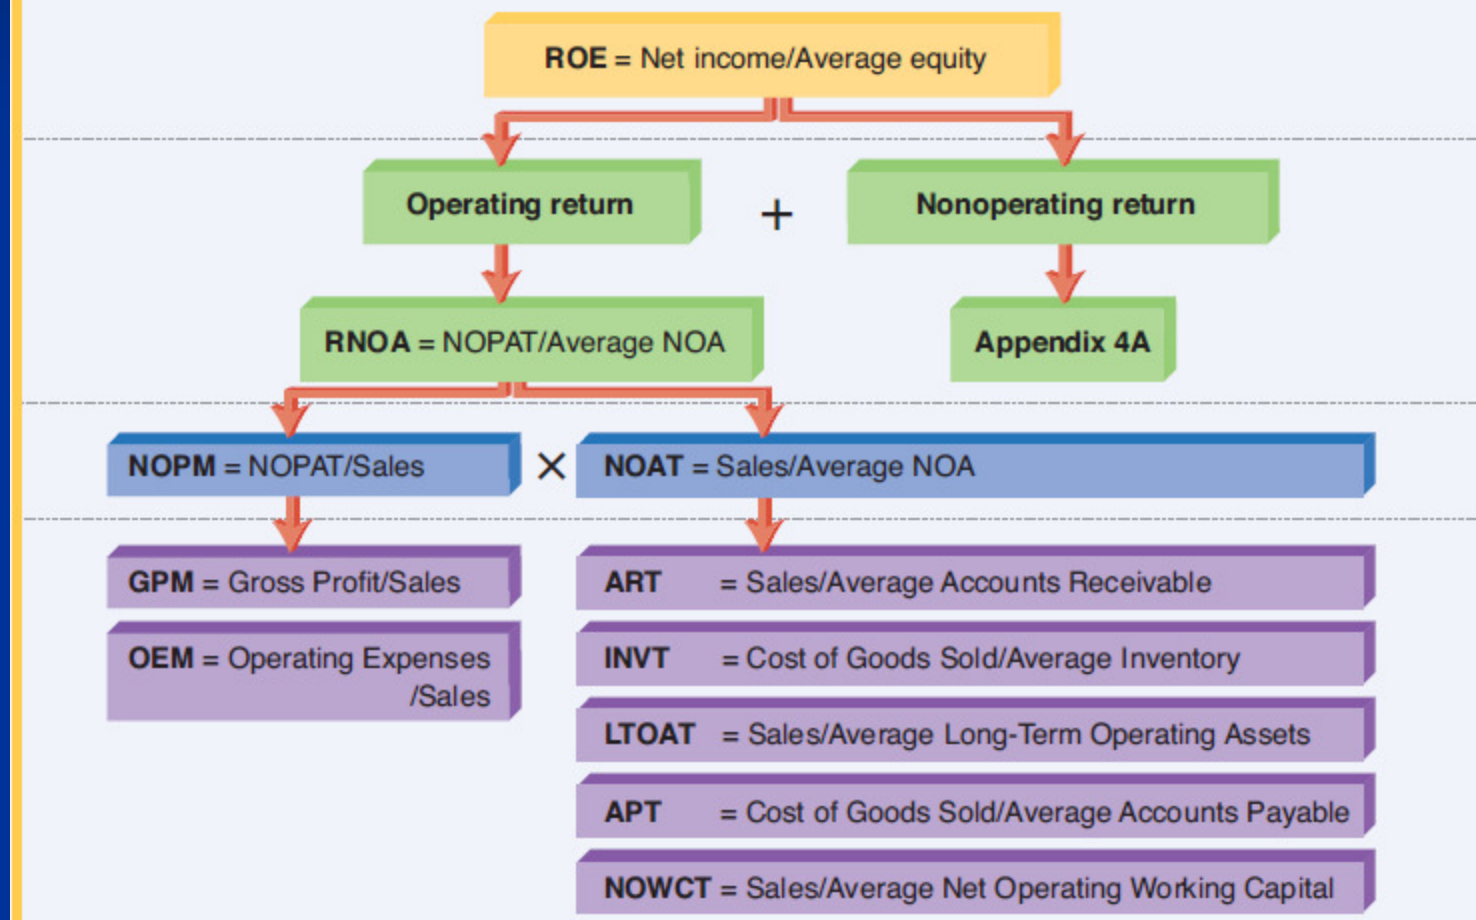 ROE = Net income/Average equity
Operating return
+
Nonoperating return
RNOA = NOPAT/Average NOA
Appendix 4A
NOPM = NOPAT/Sales
×
NOAT = Sales/Average NOA
GPM = Gross Profit/Sales
OEM = Operating Expenses
/Sales
ART = Sales/Average Accounts Receivable
INVT = Cost of Goods Sold/Average Inventory
LTOAT = Sales/Average Long-Term Operating Assets
APT = Cost of Goods Sold/Average Accounts Payable
NOWCT = Sales/Average Net Operating Working Capital